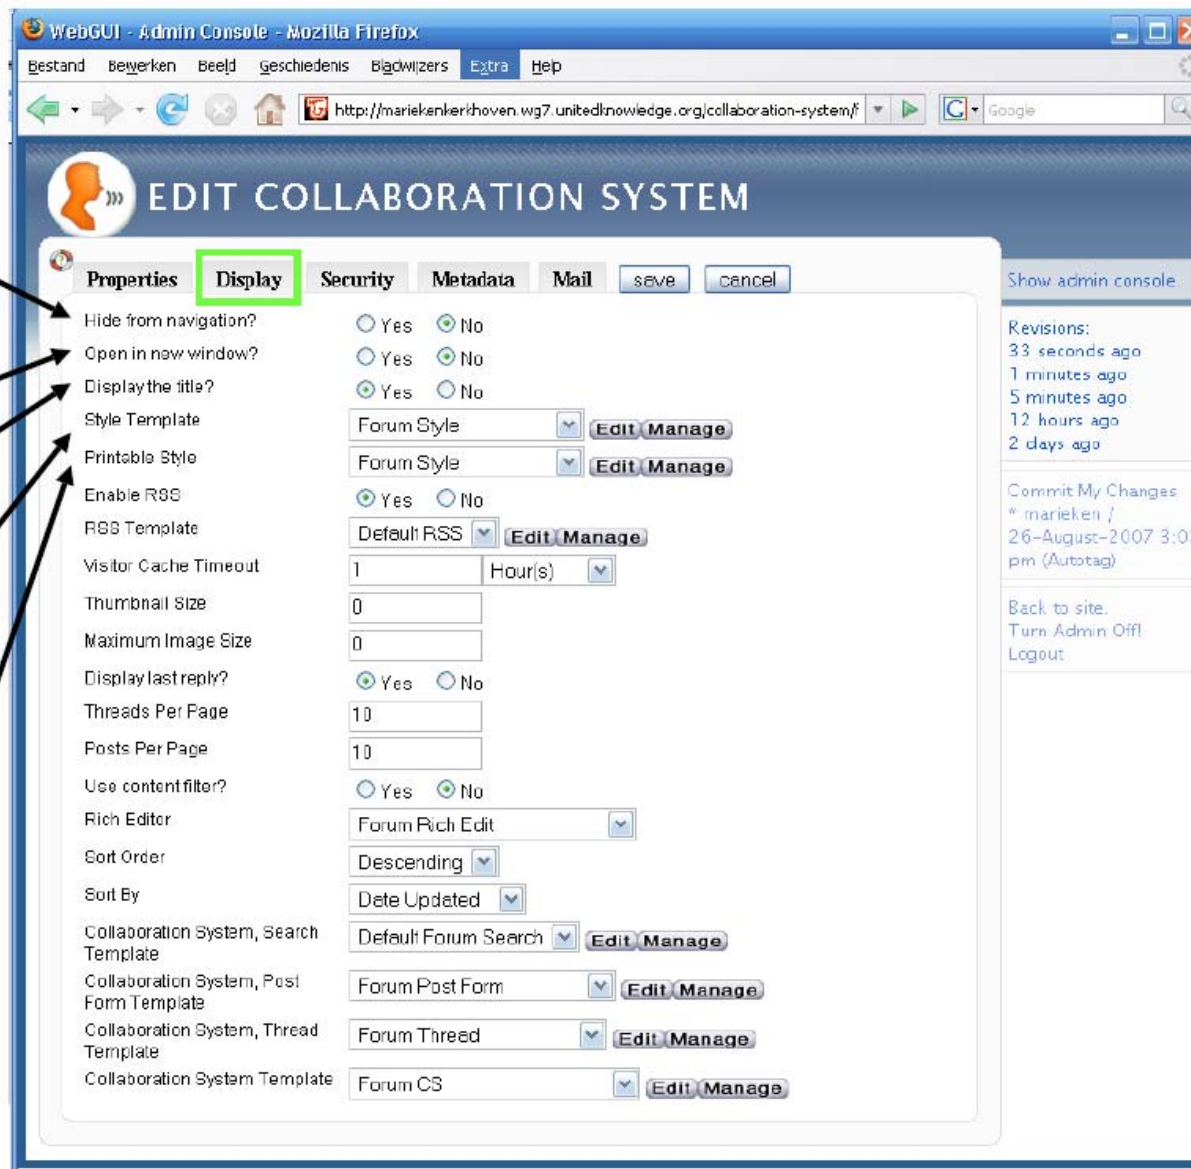 WebGUI - Admin Console - Mozilla Firefox
Bestand Bewerken Beeld Geschiedenis Bladwijzers Extra Help
http://mariekenkerkhoven.wg7.unitedknowledge.org/collaboration-system/f
G Google
EDIT COLLABORATION SYSTEM
Properties Display Security Metadata Mail save cancel
Hide from navigation? Yes No
Open in new window? Yes No
Display the title? Yes No
Style Template Forum Style Edit Manage
Printable Style Forum Style Edit Manage
Enable RSS Yes No
RSS Template Default RSS Edit Manage
Visitor Cache Timeout 1 Hour(s)
Thumbnail Size 0
Maximum Image Size 0
Display last reply? Yes No
Threads Per Page 10
Posts Per Page 10
Use content filter? Yes No
Rich Editor Forum Rich Edit
Sort Order Descending
Sort By Date Updated
Collaboration System, Search
Template
Default Forum Search Edit Manage
Collaboration System, Post
Form Template
Forum Post Form Edit Manage
Collaboration System, Thread
Template
Forum Thread Edit Manage
Collaboration System Template Forum CS Edit Manage
Show admin console.
Revisions:
33 seconds ago
1 minutes ago
5 minutes ago
12 hours ago
2 days ago
Commit My Changes
* marieken /
26-August-2007 3:0
pm (Autotag)
Back to site.
Turn Admin Off!
Logout